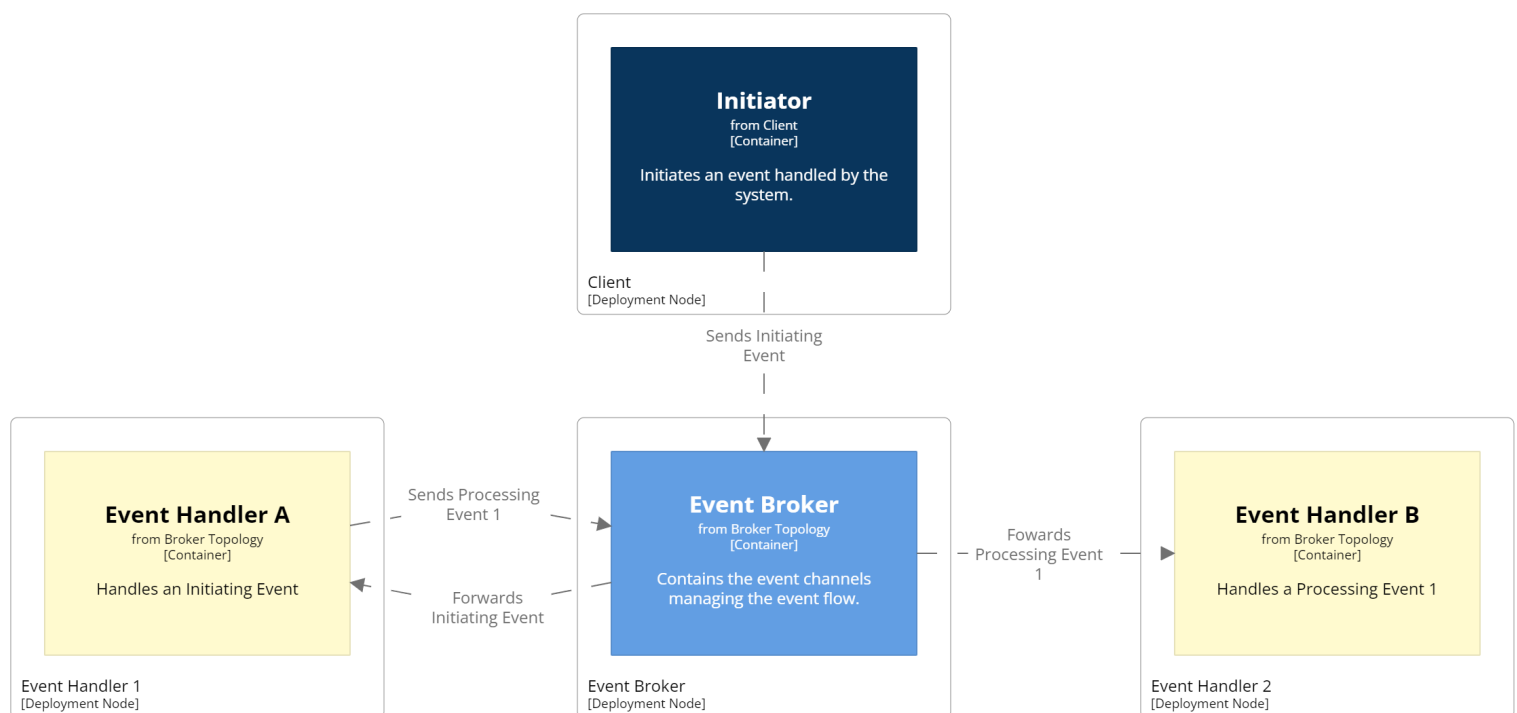 Initiator
from Client
[Container]
Initiates an event handled by the
system.
Client
[Deployment Node]
Sends Initiating
Event
Event Handler A
from Broker Topology
[Container]
Handles an Initiating Event
Event Handler 1
[Deployment Node]
Sends Processing
Event 1
Forwards
Initiating Event
Event Broker
from Broker Topology
[Container]
Contains the event channels
managing the event flow.
Event Broker
[Deployment Node]
Fowards
Processing Event
1
Event Handler B
from Broker Topology
[Container]
Handles a Processing Event 1
Event Handler 2
[Deployment Node]